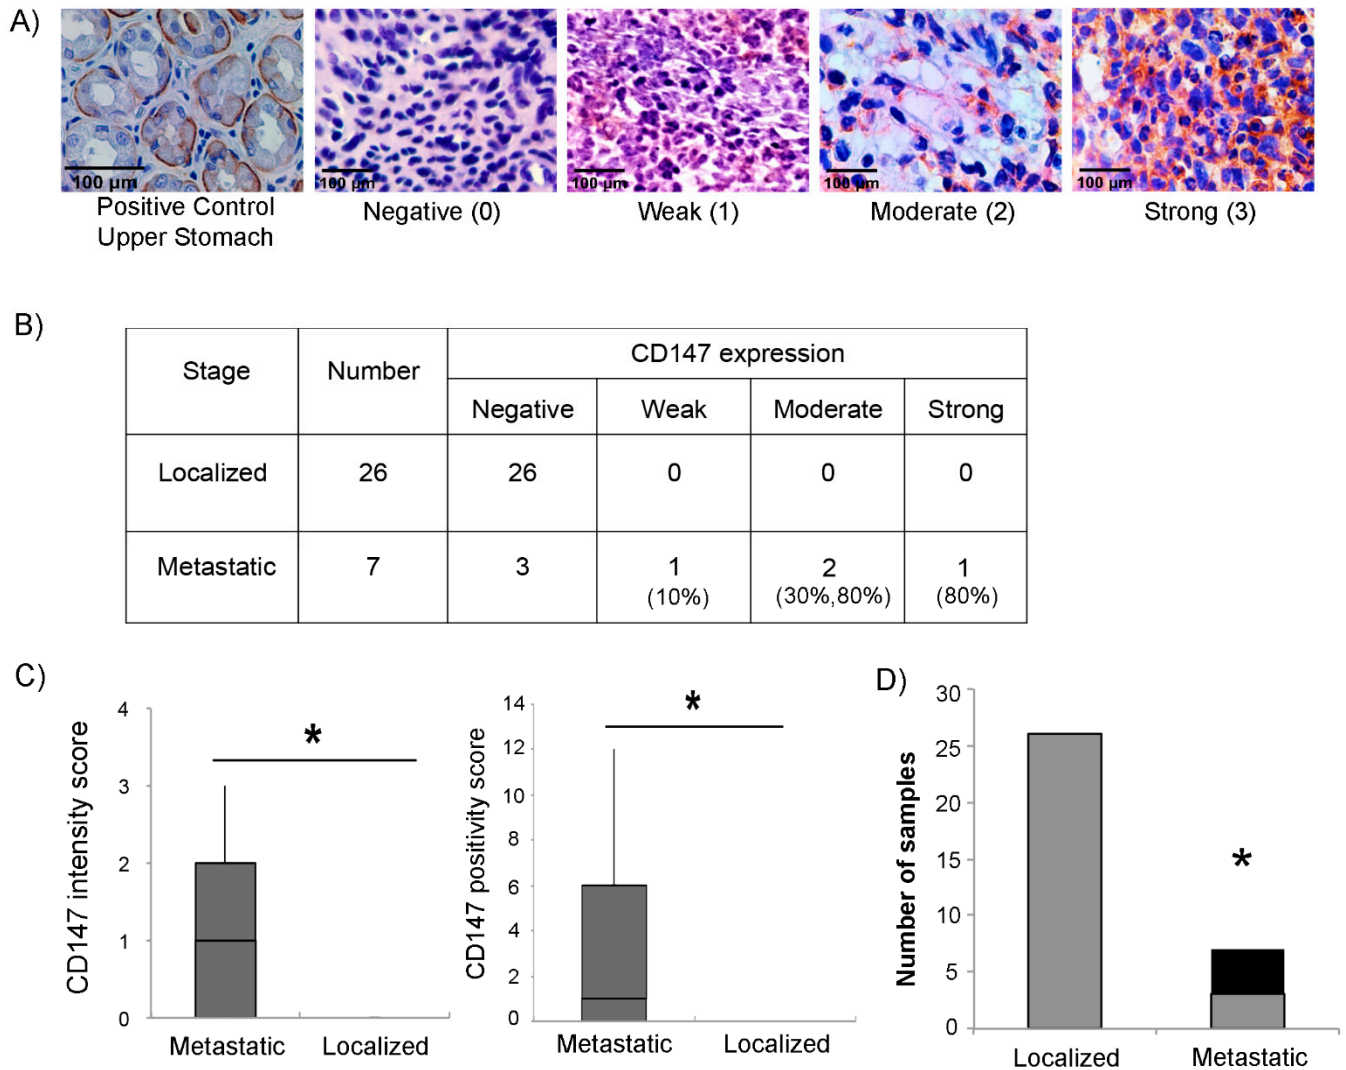 A)
100 μm
100 μm
100 μm
100 μm
100 μm
Positive Control
Upper Stomach
Negative (0)
Weak (1)
Moderate (2)
Strong (3)
B)
Stage
Number
CD147 expression
Negative
Weak
Moderate
Strong
Localized
26
26
0
0
0
Metastatic
7
3
1
(10%)
2
(30%,80%)
1
(80%)
C)
CD147 intensity score
4
3
2
1
0
*
Metastatic
Localized
CD147 positivity score
14
12
10
8
6
4
2
0
*
Metastatic
Localized
D)
Number of samples
30
25
20
15
10
5
0
*
Localized
Metastatic